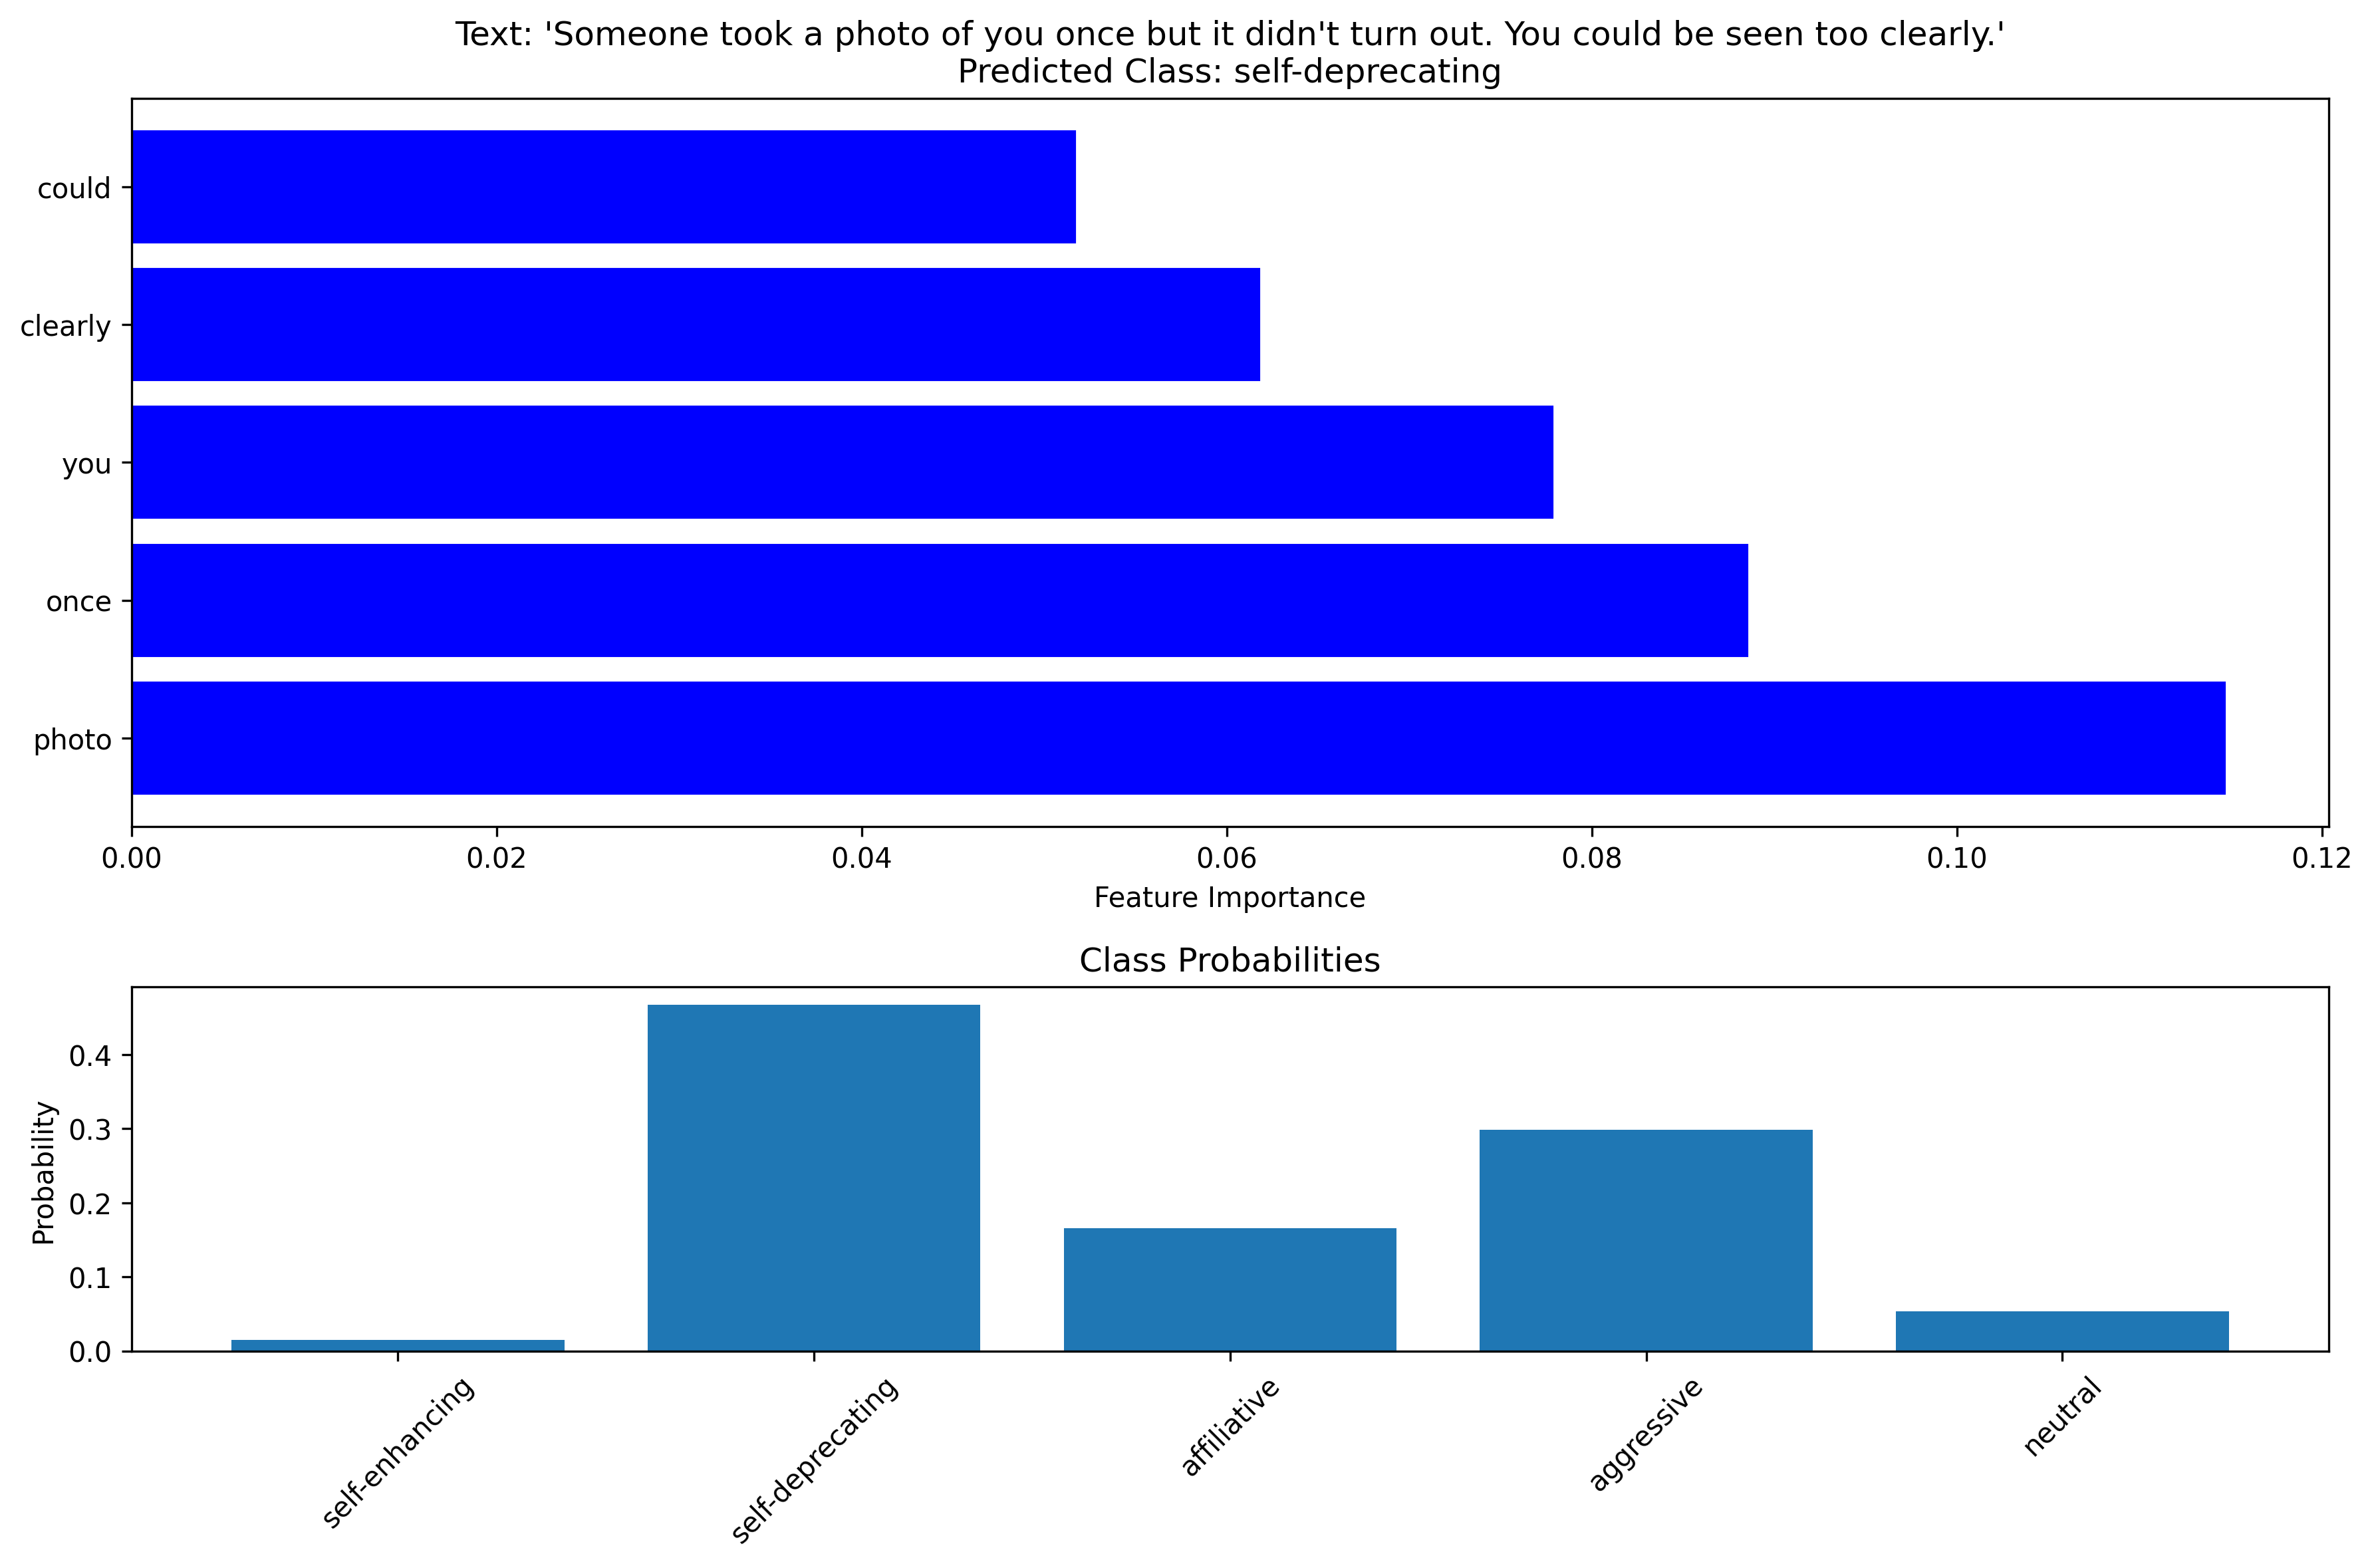 Text: 'Someone took a photo of you once but it didn't turn out. You could be seen too clearly.'
Predicted Class: self-deprecating
could
clearly
you
once
photo
0.00 0.02 0.04 0.06 0.08 0.10 0.12
Feature Importance
Class Probabilities
Probability
0.4
0.3
0.2
0.1
0.0
self-enhancing self-deprecating affiliative aggressive neutral